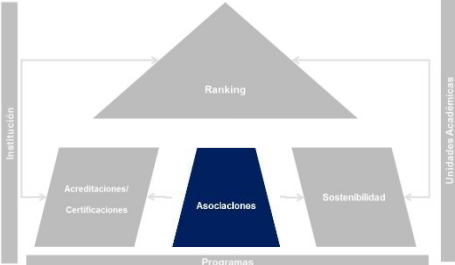 Ranking
Institución
Unidades Académicas
Acreditaciones/
Certificaciones
Asociaciones
Sostenibilidad
Programas